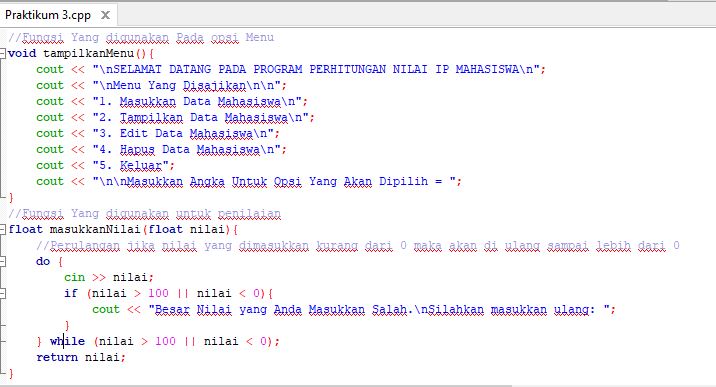 Praktikum 3.cpp X
//Fungsi Yang digunakan Pada opsi Menu
void tampilkanMenu(){
cout << "\nSELAMAT DATANG PADA PROGRAM PERHITUNGAN NILAI IP MAHASISWA\n";
cout << "\nMenu Yang Disajikan\n\n";
cout << "1. Masukkan Data Mahasiswa\n";
cout << "2. Tampilkan Data Mahasiswa\n";
cout << "3. Edit Data Mahasiswa\n";
cout << "4. Hapus Data Mahasiswa\n";
cout << "5. Keluar";
cout << "\n\nMasukkan Angka Untuk Opsi Yang Akan Dipilih = ";
}
//Fungsi Yang digunakan untuk penilaian
float masukkanNilai(float nilai){
//Perulangan jika nilai yang dimasukkan kurang dari 0 maka akan di ulang sampai lebih dari 0
do {
cin >> nilai;
if (nilai > 100 || nilai < 0){
cout << "Besar Nilai yang Anda Masukkan Salah.\nSilahkan masukkan ulang: ";
}
} while (nilai > 100 || nilai < 0);
return nilai;
}